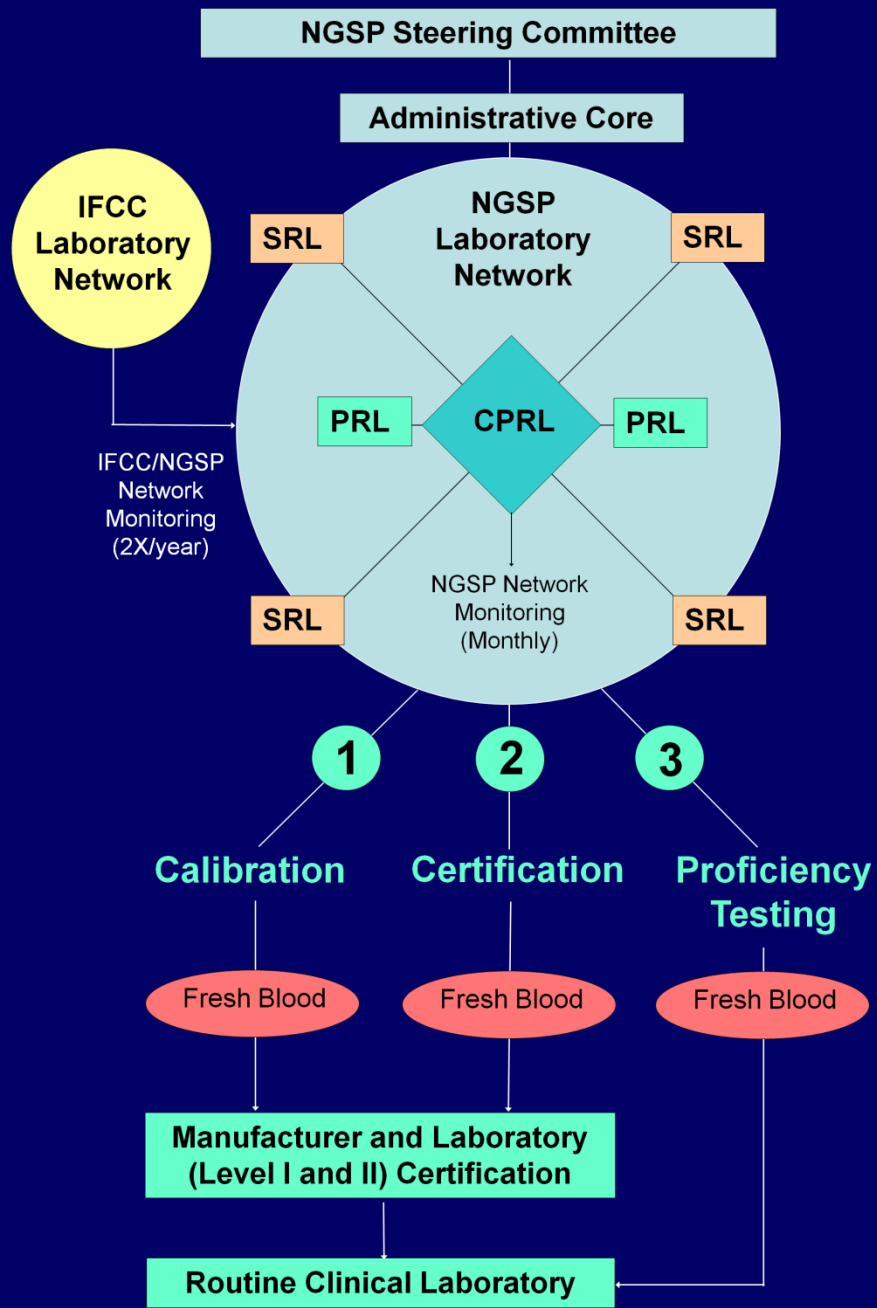 NGSP Steering Committee
Administrative Core
IFCC
Laboratory
Network
NGSP
Laboratory
Network
SRL
SRL
PRL
CPRL
PRL
IFCC/NGSP
Network
Monitoring
(2X/year)
NGSP Network
Monitoring
(Monthly)
SRL
SRL
1
2
3
Calibration
Certification
Proficiency
Testing
Fresh Blood
Fresh Blood
Fresh Blood
Manufacturer and Laboratory
(Level I and II) Certification
Routine Clinical Laboratory